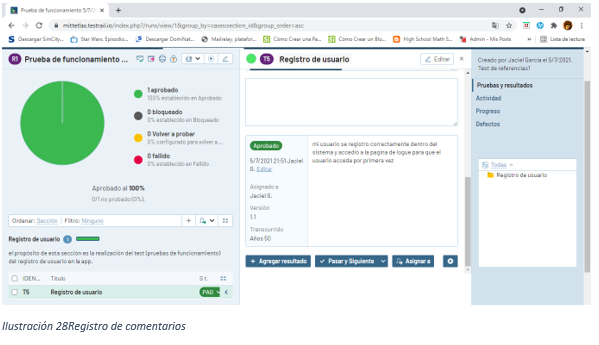 Prueba de funcionamiento 5/7/2
mittetlax.testrail.io/index.php?/runs/view/1&group_by=cases:section_id&group_order=asc
Descargar SimCity... Star Wars. Episodio... Descargar DomiNat... Mailrelay, platafor... Cómo Crear una Pa... Cómo Crear un Blo... High School Math S... Admin - Mis Posts » Lista de lectura
R1 Prueba de funcionamiento ...
T5 Registro de usuario
Editar
Creado por Jaciel Garcia el 5/7/2021.
Test de referencias1
Pruebas y resultados
Actividad
Progreso
Defectos
1 aprobado
100% establecido en Aprobado
0 bloqueado
0% establecido en Bloqueado
0 Volver a probar
0% configurado para volver a ...
0 fallido
0% establecido en Fallido
Aprobado al 100%
0/1 no probado (0%).
Aprobado
5/7/2021 21:51 Jaciel
G. Editar
Asignado a
Jaciel G.
Versión
1.1
Transcurrido
Años 50
mi usuario se registro correctamente dentro del
sistema y accedio a la pagina de logue para que el
usuario acceda por primera vez
Todas
Registro de usuario
Ordenar: Sección Filtro: Ninguno
Registro de usuario 1
el propósito de esta sección es la realización del test (pruebas de funcionamiento)
del registro de usuario en la app.
IDEN... Título S t.
T5 Registro de usuario PAC
+ Agregar resultado Pasar y Siguiente Asignar a
Ilustración 28Registro de comentarios